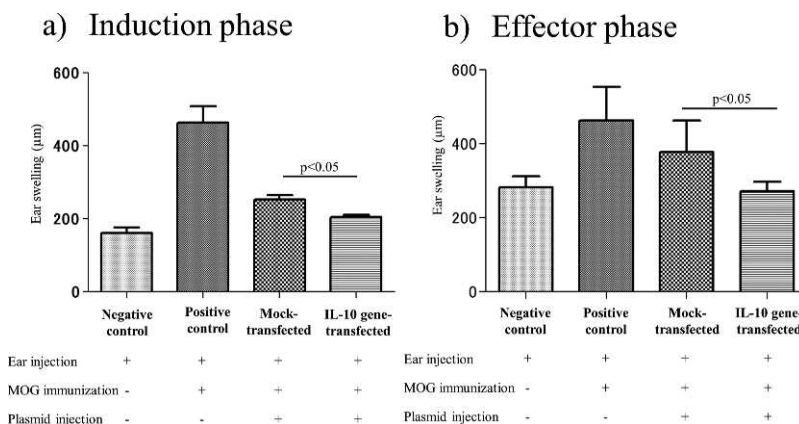 a) Induction phase
600
400
200
0
Ear swelling (μm)
p<0.05
Negative control
Positive control
Mock-transfected
IL-10 gene-transfected
Ear injection + + + +
MOG immunization - + + +
Plasmid injection - - + +
b) Effector phase
600
400
200
0
Ear swelling (μm)
p<0.05
Negative control
Positive control
Mock-transfected
IL-10 gene-transfected
Ear injection + + + +
MOG immunization - + + +
Plasmid injection - - + +